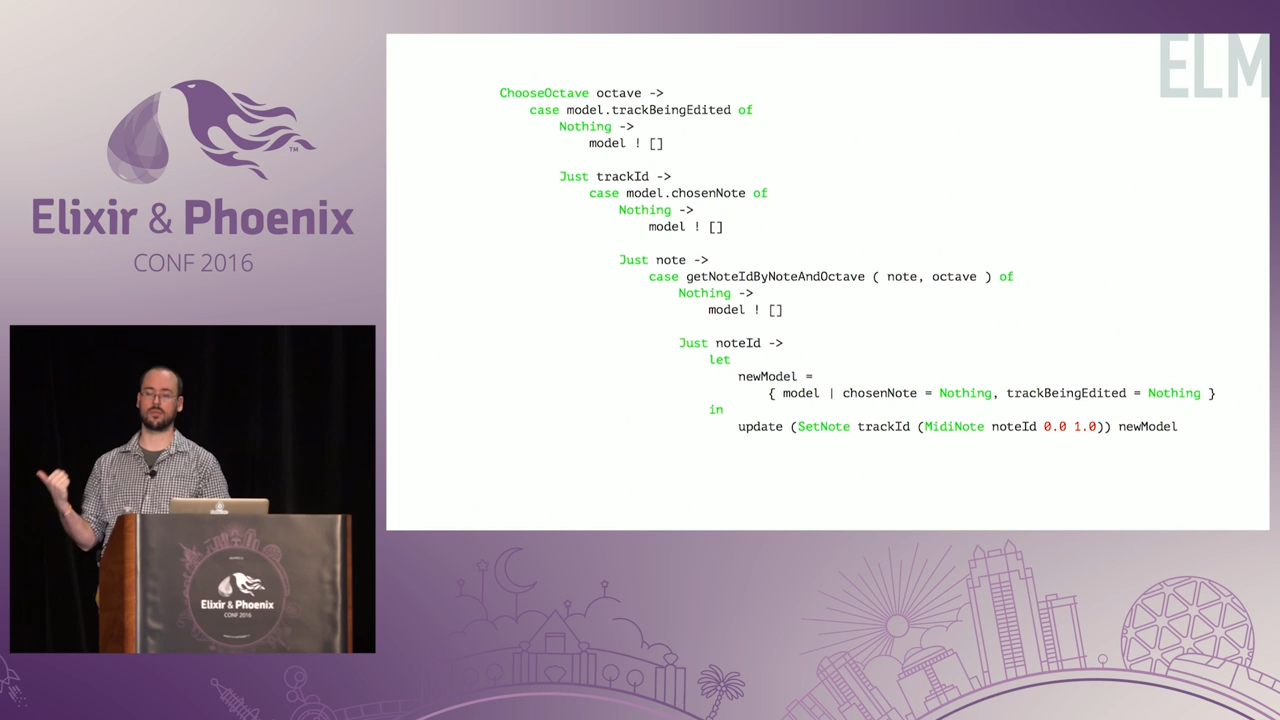 Elixir & Phoenix
TM
CONF 2016
ELM
ChooseOctave octave ->
case model.trackBeingEdited of
Nothing ->
model ! []
Just trackId ->
case model.chosenNote of
Nothing ->
model ! []
Just note ->
case getNoteIdByNoteAndOctave ( note, octave ) of
Nothing ->
model ! []
Just noteId ->
let
newModel =
{ model | chosenNote = Nothing, trackBeingEdited = Nothing }
in
update (SetNote trackId (MidiNote noteId 0.0 1.0)) newModel
Elixir & Phoenix
CONF 2016